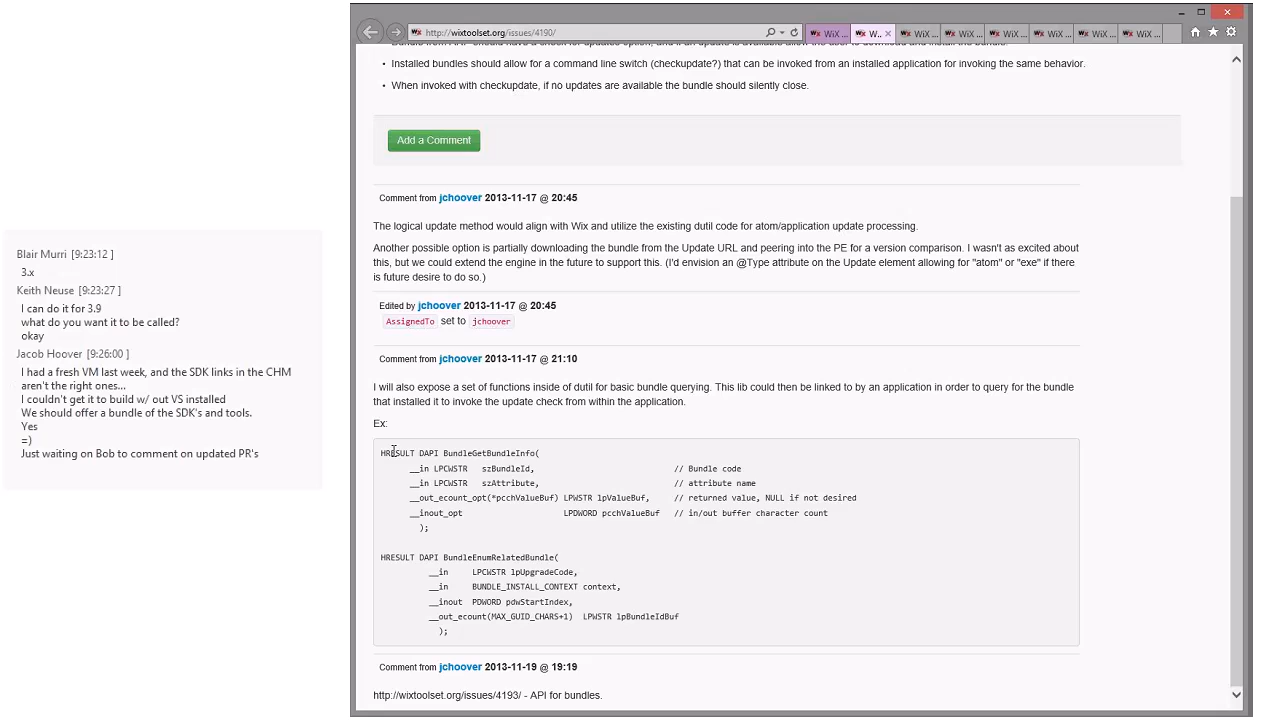 Blair Murri [9:23:12 ]
3.x
Keith Neuse [9:23:27 ]
I can do it for 3.9
what do you want it to be called?
okay
Jacob Hoover [9:26:00 ]
I had a fresh VM last week, and the SDK links in the CHM
aren't the right ones...
I couldn't get it to build w/ out VS installed
We should offer a bundle of the SDK's and tools.
Yes
=)
Just waiting on Bob to comment on updated PR's
http://wixtoolset.org/issues/4190/
WiX ...
W..
WiX ...
WiX ...
WiX ...
WiX ...
WiX ...
WiX ...
• Installed bundles should allow for a command line switch (checkupdate?) that can be invoked from an installed application for invoking the same behavior.
• When invoked with checkupdate, if no updates are available the bundle should silently close.
Add a Comment
Comment from jchoover 2013-11-17 @ 20:45
The logical update method would align with Wix and utilize the existing dutil code for atom/application update processing.
Another possible option is partially downloading the bundle from the Update URL and peering into the PE for a version comparison. I wasn't as excited about
this, but we could extend the engine in the future to support this. (I'd envision an @Type attribute on the Update element allowing for "atom" or "exe" if there
is future desire to do so.)
Edited by jchoover 2013-11-17 @ 20:45
AssignedTo set to jchoover
Comment from jchoover 2013-11-17 @ 21:10
I will also expose a set of functions inside of dutil for basic bundle querying. This lib could then be linked to by an application in order to query for the bundle
that installed it to invoke the update check from within the application.
Ex:
HRESULT DAPI BundleGetBundleInfo(
__in LPCWSTR szBundleId, // Bundle code
__in LPCWSTR szAttribute, // attribute name
__out_ecount_opt(*pcchValueBuf) LPWSTR lpValueBuf, // returned value, NULL if not desired
__inout_opt LPDWORD pcchValueBuf // in/out buffer character count
);
HRESULT DAPI BundleEnumRelatedBundle(
__in LPCWSTR lpUpgradeCode,
__in BUNDLE_INSTALL_CONTEXT context,
__inout PDWORD pdwStartIndex,
__out_ecount(MAX_GUID_CHARS+1) LPWSTR lpBundleIdBuf
);
Comment from jchoover 2013-11-19 @ 19:19
http://wixtoolset.org/issues/4193/ - API for bundles.